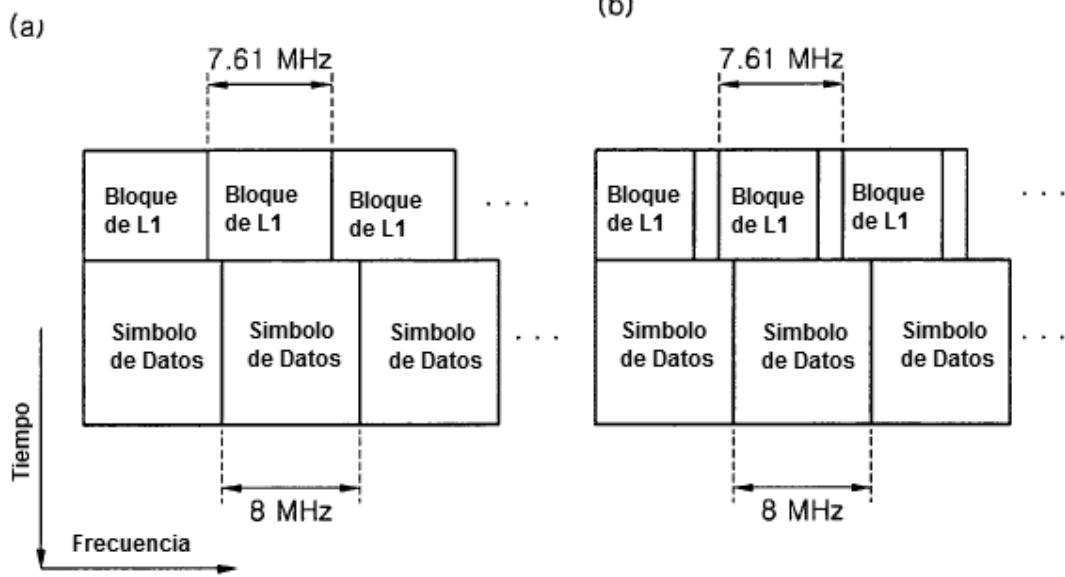 (a)
7.61 MHz
Bloque
de L1
Bloque
de L1
Bloque
de L1
. . .
Simbolo
de Datos
Simbolo
de Datos
Simbolo
de Datos
. . .
8 MHz
Tiempo
Frecuencia
(b)
7.61 MHz
Bloque
de L1
Bloque
de L1
Bloque
de L1
. . .
Simbolo
de Datos
Simbolo
de Datos
Simbolo
de Datos
. . .
8 MHz